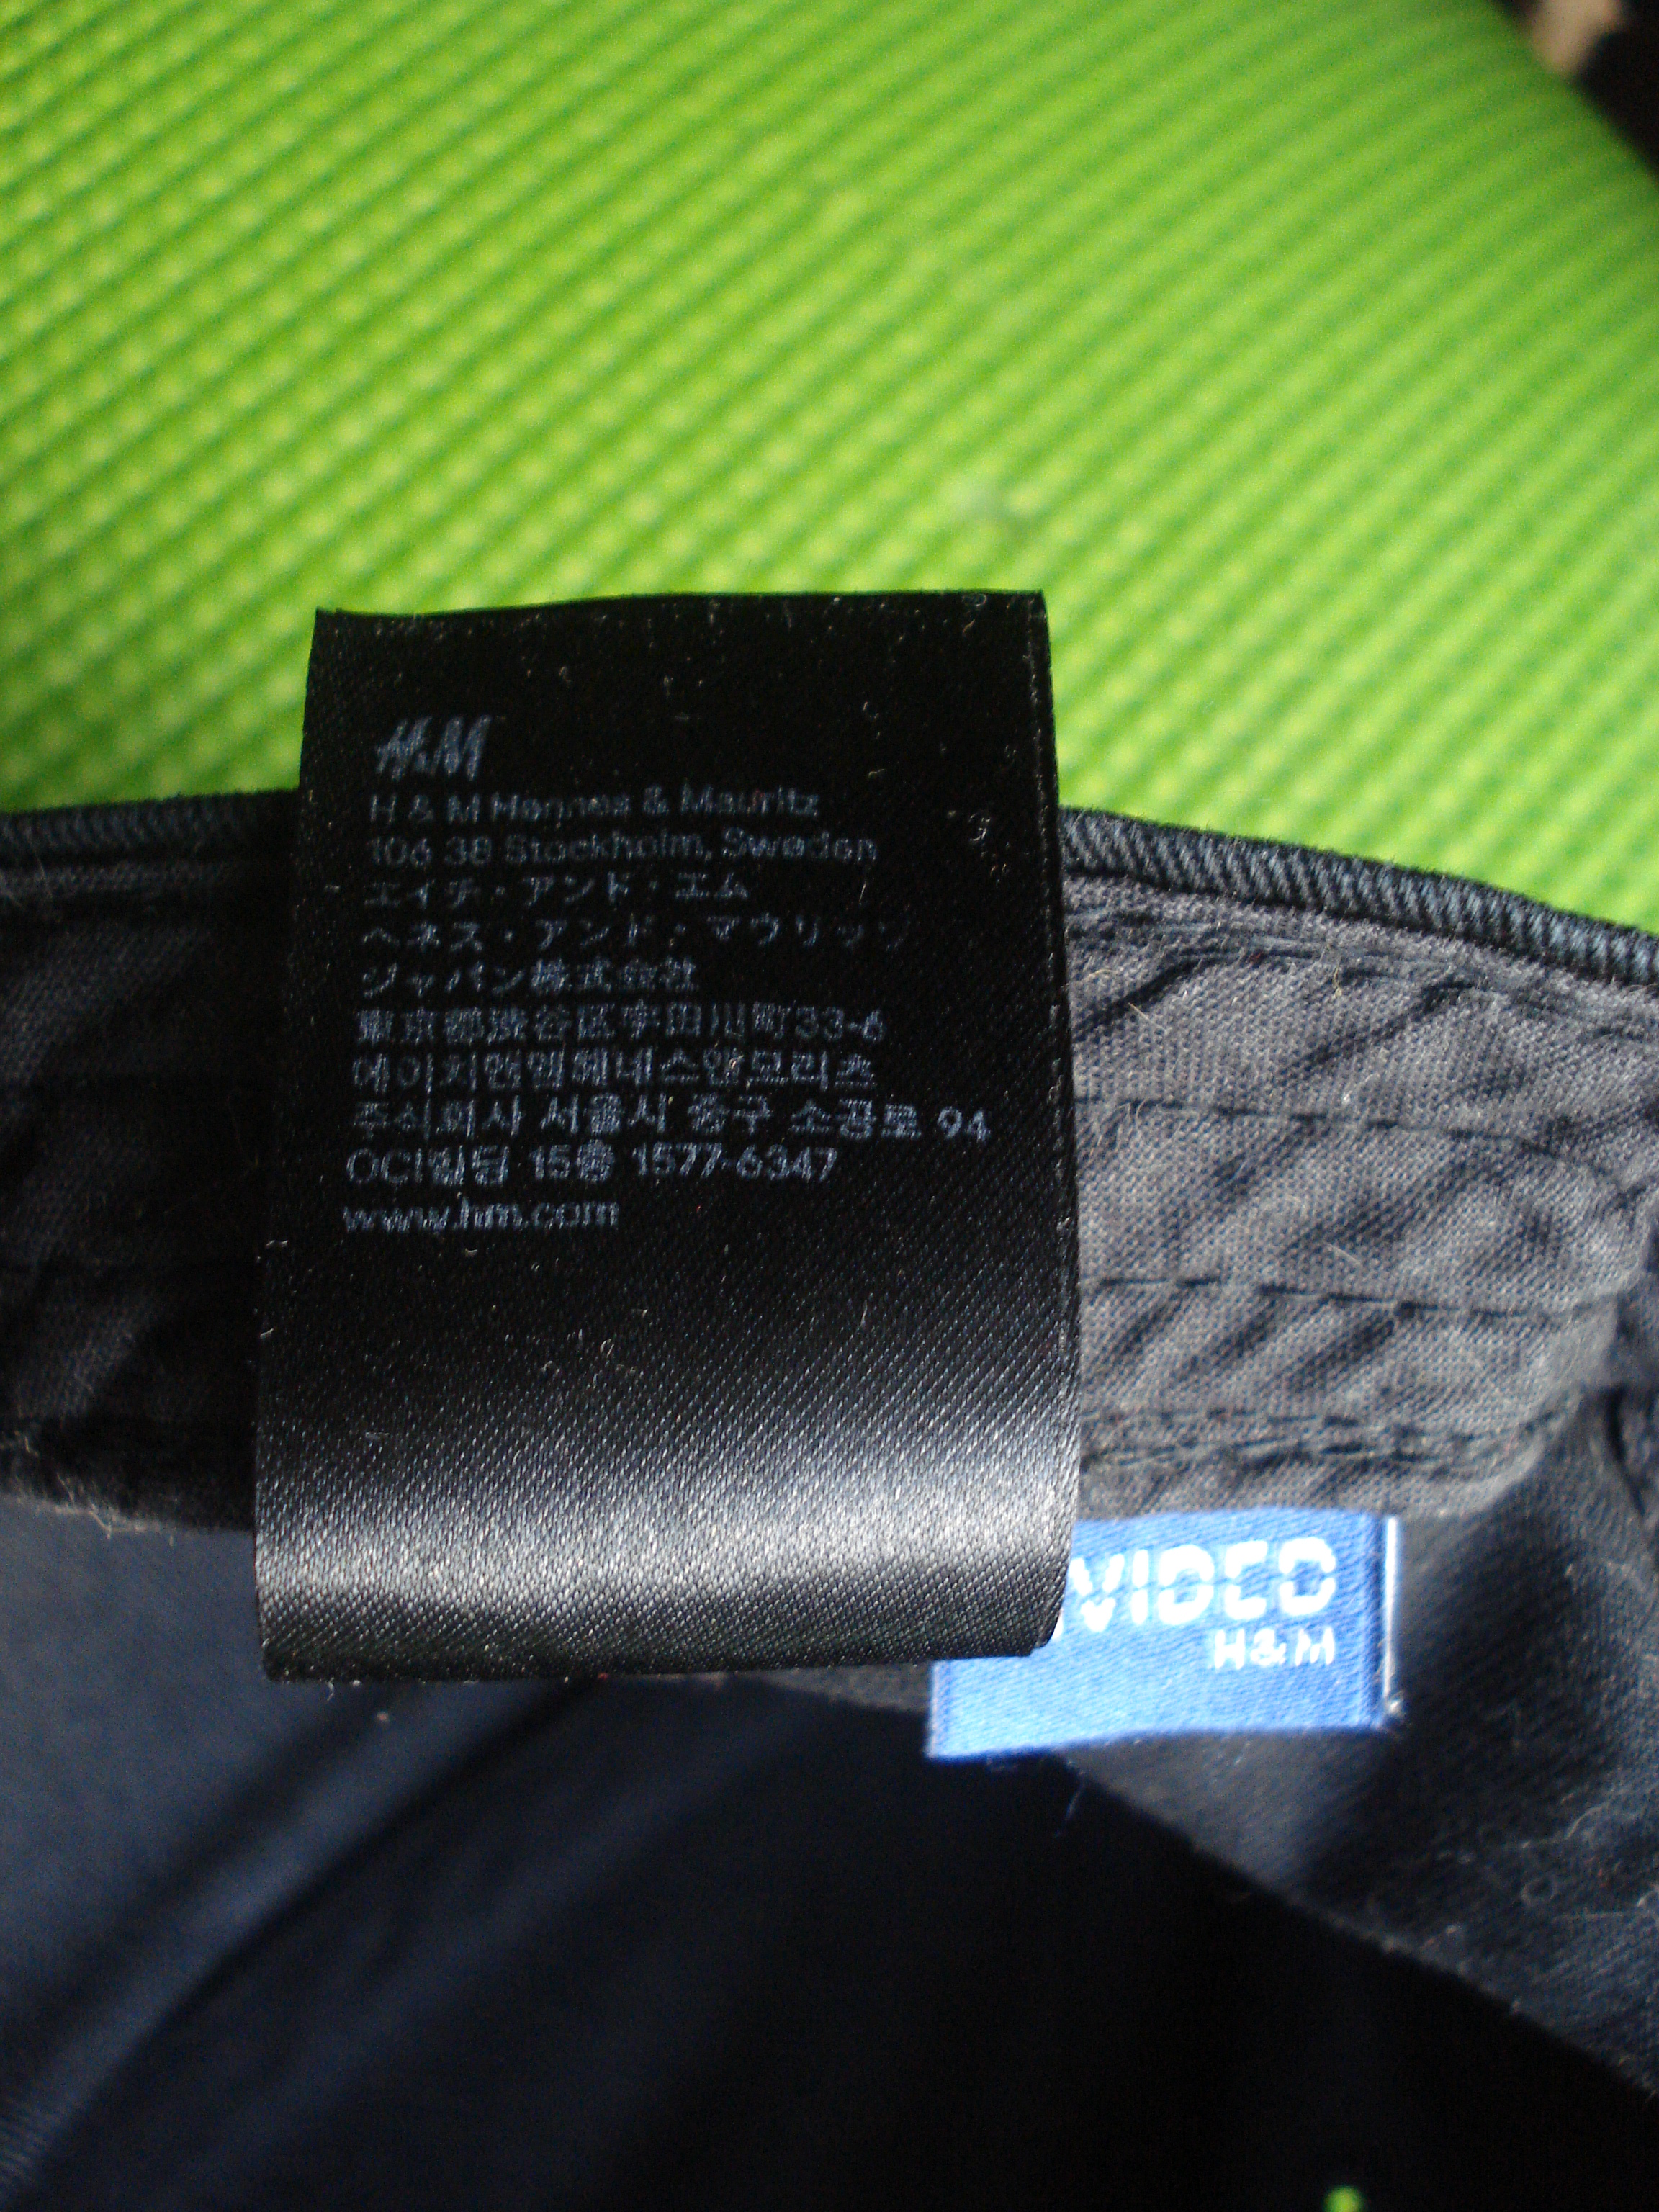 H&M
H & M Hennes & Mauritz
106 38 Stockholm, Sweden
エイチ・アンド・エム
ヘネス・アンド・マウリッツ
ジャパン株式会社
東京都渋谷区宇田川町33-6
에이치앤엠헤네스앤모리츠
주식회사 서울시 중구 소공로 94
OCI빌딩 15층 1577-6347
www.hm.com
VIDED
H&M